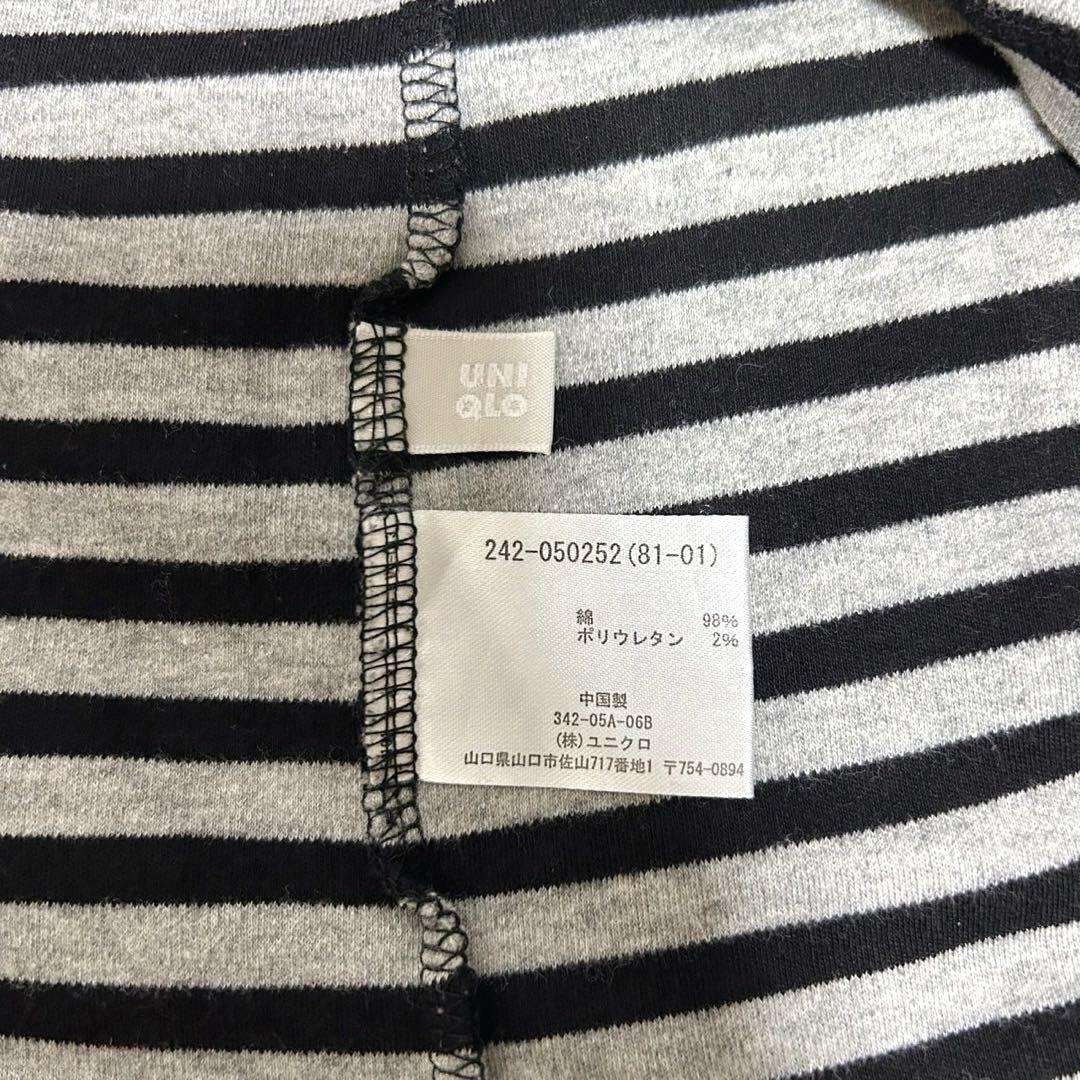 UNI
QLO
242-050252(81-01)
綿 98%
ポリウレタン 2%
中国製
342-05A-06B
(株)ユニクロ
山口県山口市佐山717番地1 〒754-0894